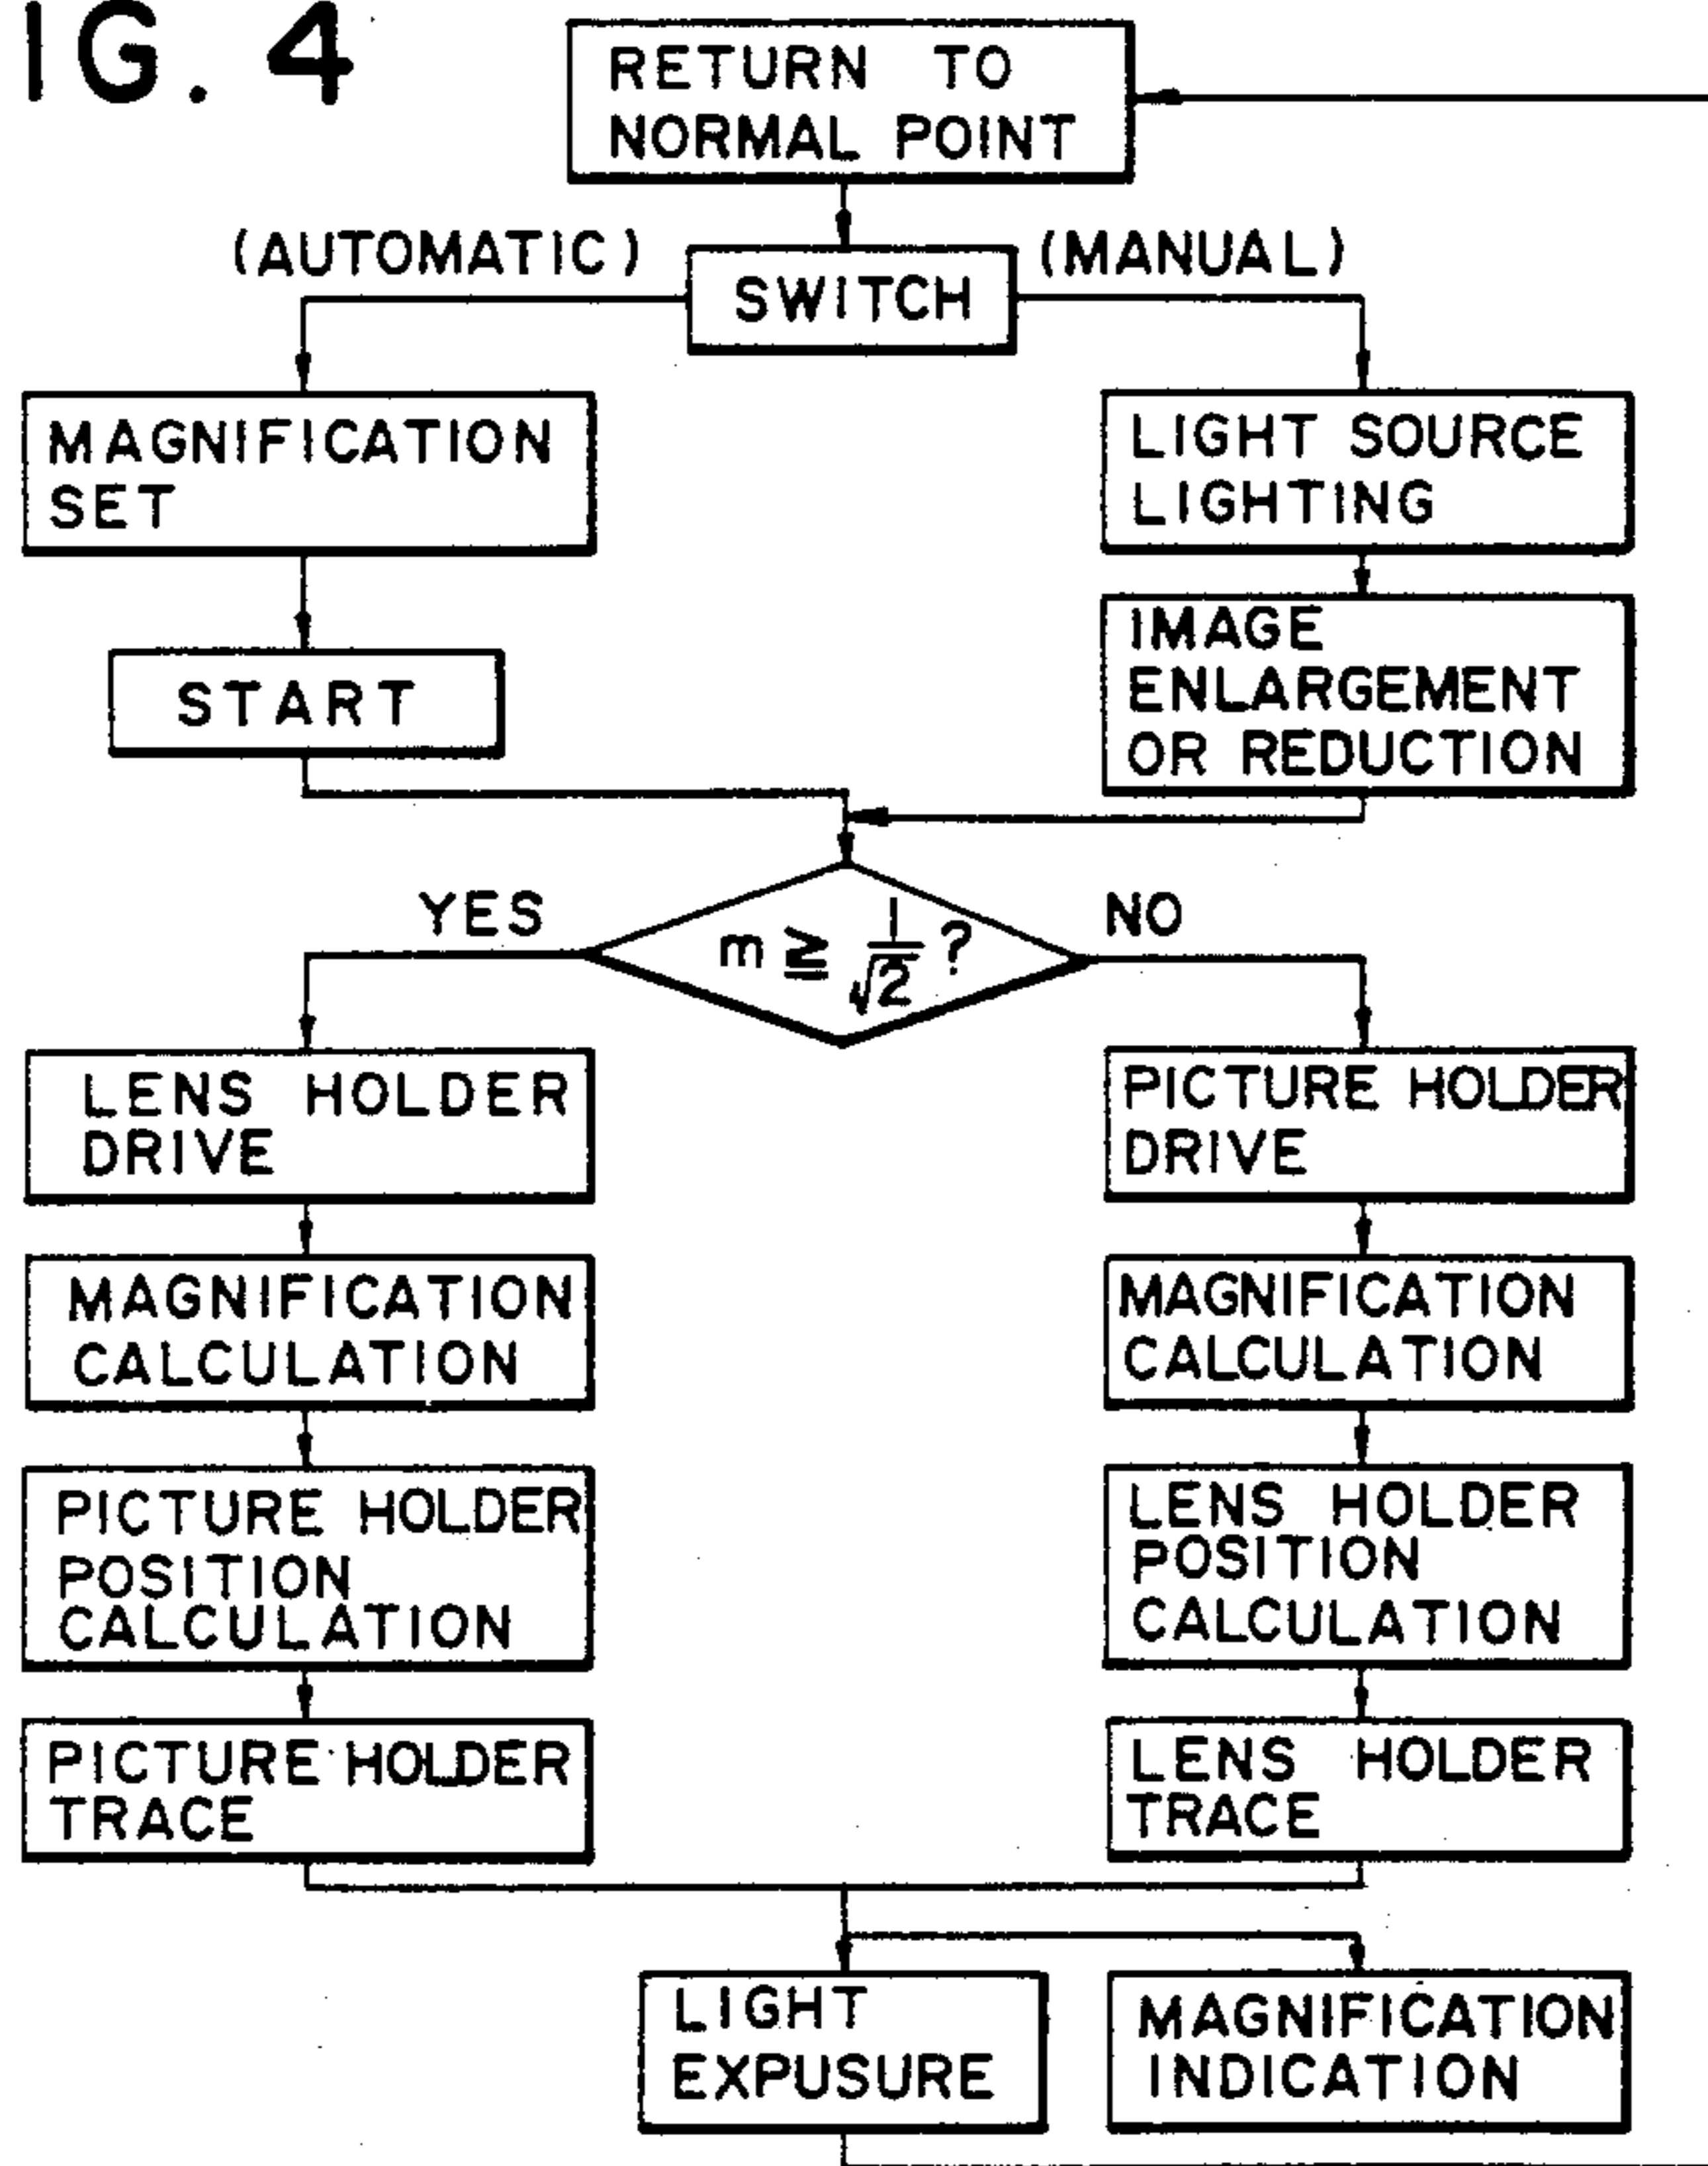 IG. 4
RETURN TO
NORMAL POINT
(AUTOMATIC)
SWITCH
(MANUAL)
MAGNIFICATION
SET
START
LIGHT SOURCE
LIGHTING
IMAGE
ENLARGEMENT
OR REDUCTION
YES
m ≧ 1/√2 ?
NO
LENS HOLDER
DRIVE
MAGNIFICATION
CALCULATION
PICTURE HOLDER
POSITION
CALCULATION
PICTURE HOLDER
TRACE
PICTURE HOLDER
DRIVE
MAGNIFICATION
CALCULATION
LENS HOLDER
POSITION
CALCULATION
LENS HOLDER
TRACE
LIGHT
EXPUSURE
MAGNIFICATION
INDICATION